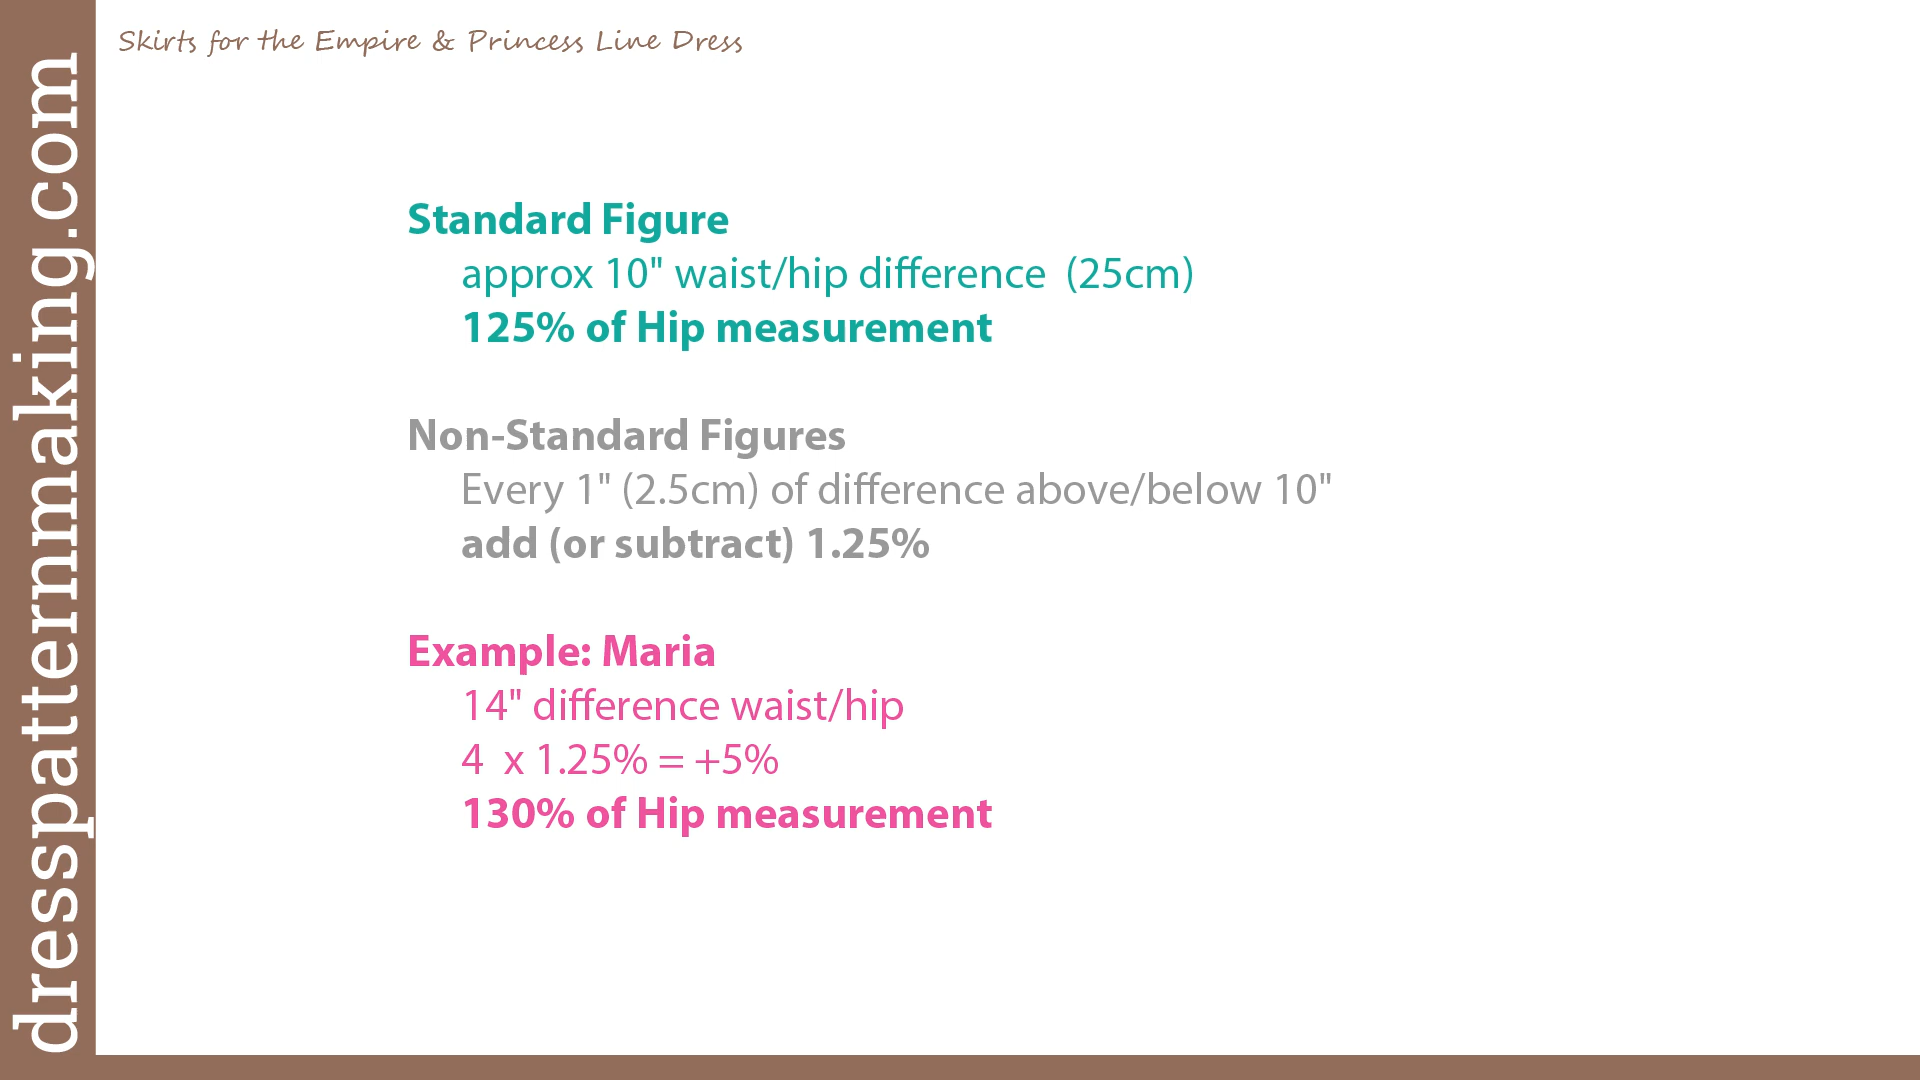 Skirts for the Empire & Princess Line Dress
dresspatternmaking.com
Standard Figure
approx 10" waist/hip difference (25cm)
125% of Hip measurement
Non-Standard Figures
Every 1" (2.5cm) of difference above/below 10"
add (or subtract) 1.25%
Example: Maria
14" difference waist/hip
4 x 1.25% = +5%
130% of Hip measurement